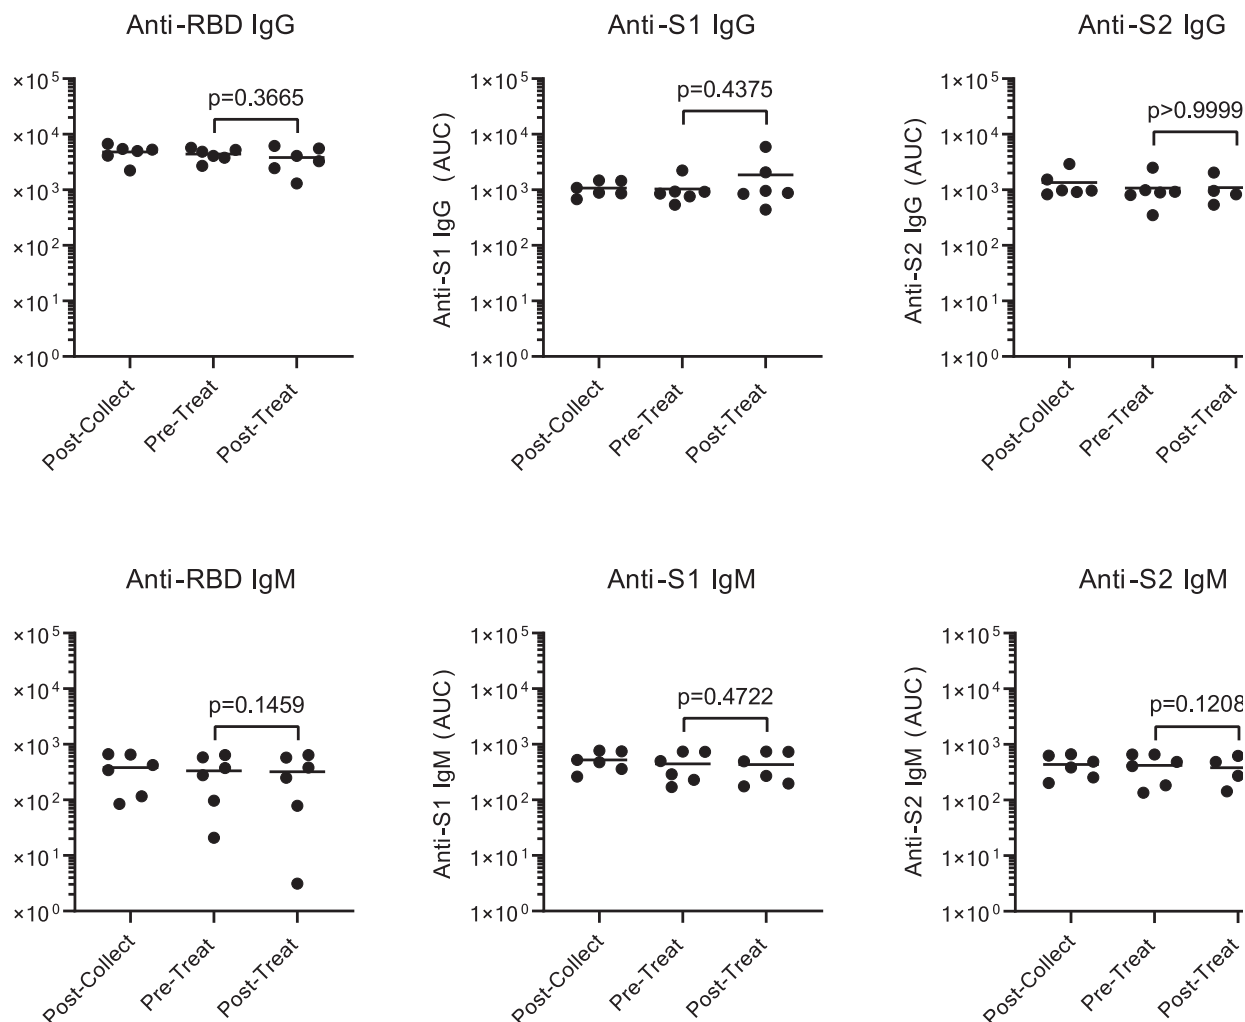 Anti-RBD IgG
Anti-S1 IgG
Anti-S2 IgG
×10⁵
×10⁴
×10³
×10²
×10¹
×10⁰
p=0.3665
Post-Collect
Pre-Treat
Post-Treat
Anti-S1 IgG (AUC)
1×10⁵
1×10⁴
1×10³
1×10²
1×10¹
1×10⁰
p=0.4375
Post-Collect
Pre-Treat
Post-Treat
Anti-S2 IgG (AUC)
1×10⁵
1×10⁴
1×10³
1×10²
1×10¹
1×10⁰
p>0.9999
Post-Collect
Pre-Treat
Post-Treat
Anti-RBD IgM
Anti-S1 IgM
Anti-S2 IgM
×10⁵
×10⁴
×10³
×10²
×10¹
×10⁰
p=0.1459
Post-Collect
Pre-Treat
Post-Treat
Anti-S1 IgM (AUC)
1×10⁵
1×10⁴
1×10³
1×10²
1×10¹
1×10⁰
p=0.4722
Post-Collect
Pre-Treat
Post-Treat
Anti-S2 IgM (AUC)
1×10⁵
1×10⁴
1×10³
1×10²
1×10¹
1×10⁰
p=0.1208
Post-Collect
Pre-Treat
Post-Treat